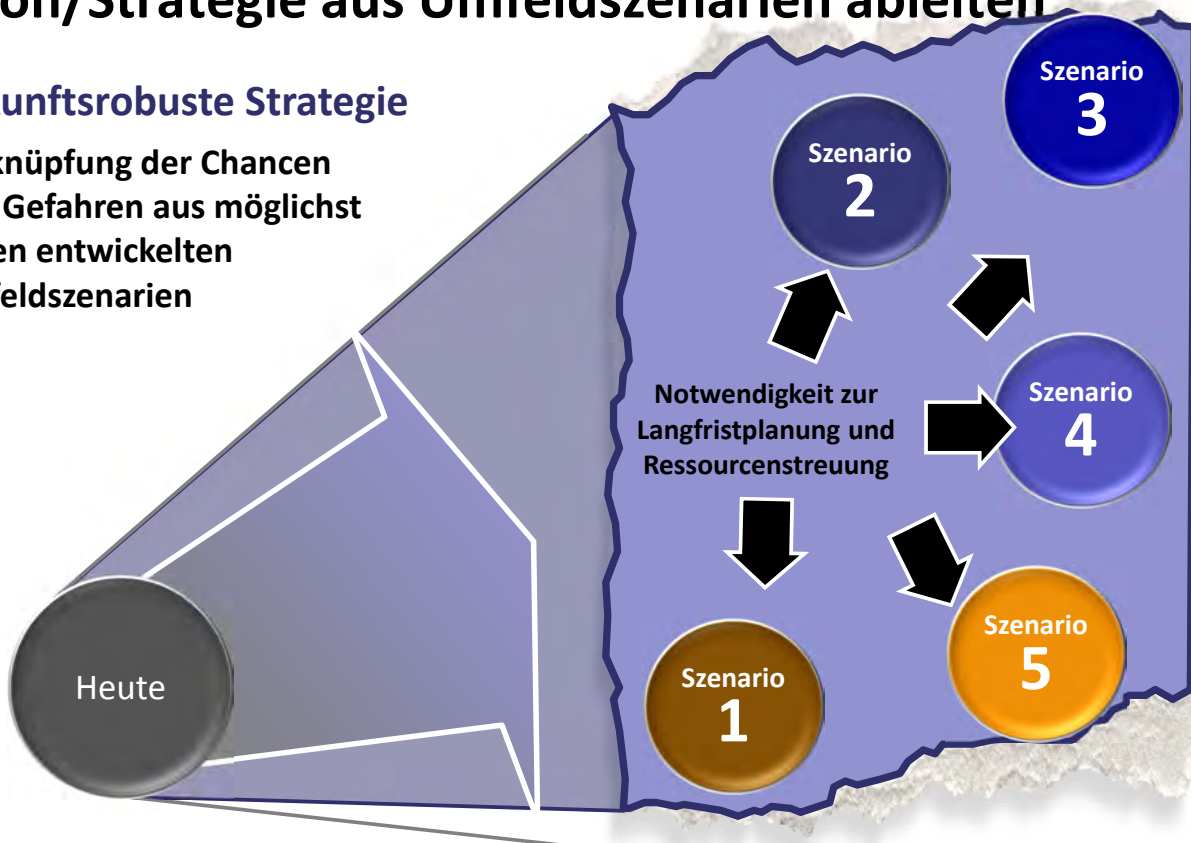 on/Strategie aus Umfeldszenarien ableiten
unftsrobuste Strategie
knüpfung der Chancen
Gefahren aus möglichst
en entwickelten
feldszenarien
Szenario
3
Szenario
2
Notwendigkeit zur
Langfristplanung und
Ressourcenstreuung
Szenario
4
Szenario
5
Szenario
1
Heute